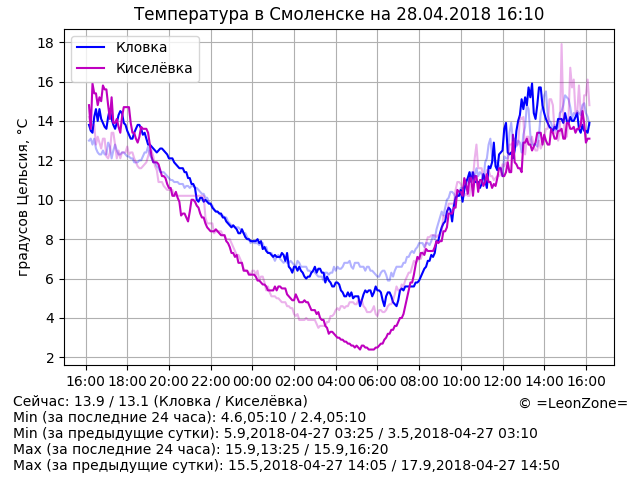 Температура в Смоленске на 28.04.2018 16:10
Кловка
Киселёвка
градусов Цельсия, °C
18
16
14
12
10
8
6
4
2
16:00 18:00 20:00 22:00 00:00 02:00 04:00 06:00 08:00 10:00 12:00 14:00 16:00
Сейчас: 13.9 / 13.1 (Кловка / Киселёвка)
© =LeonZone=
Min (за последние 24 часа): 4.6,05:10 / 2.4,05:10
Min (за предыдущие сутки): 5.9,2018-04-27 03:25 / 3.5,2018-04-27 03:10
Max (за последние 24 часа): 15.9,13:25 / 15.9,16:20
Max (за предыдущие сутки): 15.5,2018-04-27 14:05 / 17.9,2018-04-27 14:50